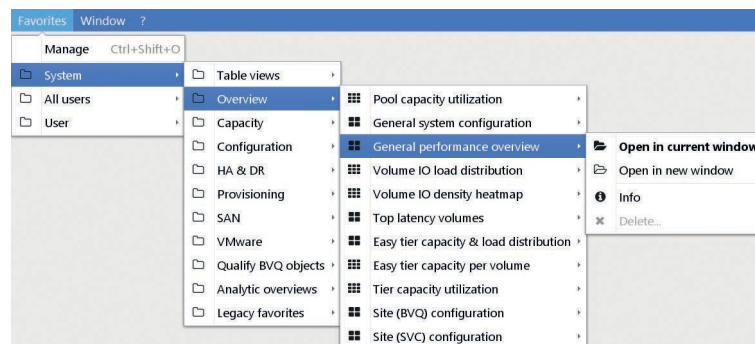 Favorites Window ?
Manage Ctrl+Shift+O
System
All users
User
Table views
Overview
Capacity
Configuration
HA & DR
Provisioning
SAN
VMware
Qualify BVQ objects
Analytic overviews
Legacy favorites
Pool capacity utilization
General system configuration
General performance overview
Volume IO load distribution
Volume IO density heatmap
Top latency volumes
Easy tier capacity & load distribution
Easy tier capacity per volume
Tier capacity utilization
Site (BVQ) configuration
Site (SVC) configuration
Open in current window
Open in new window
Info
Delete...